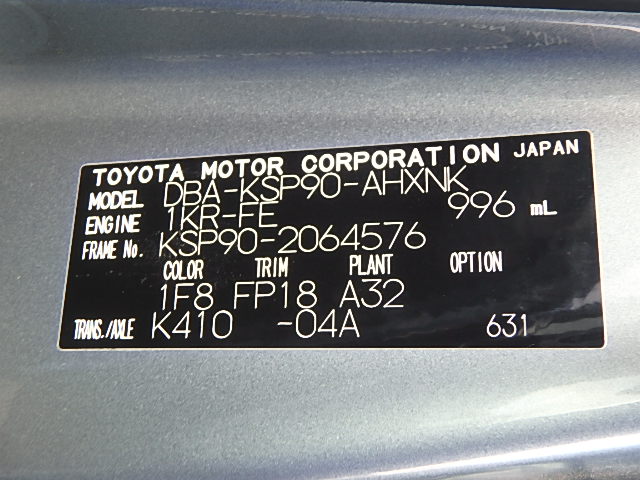 TOYOTA MOTOR CORPORATION JAPAN
MODEL DBA-KSP90-AHXNK
ENGINE 1KR-FE 996 mL
FRAME No. KSP90-2064576
COLOR TRIM PLANT OPTION
1F8 FP18 A32
TRANS./AXLE K410 -04A 631